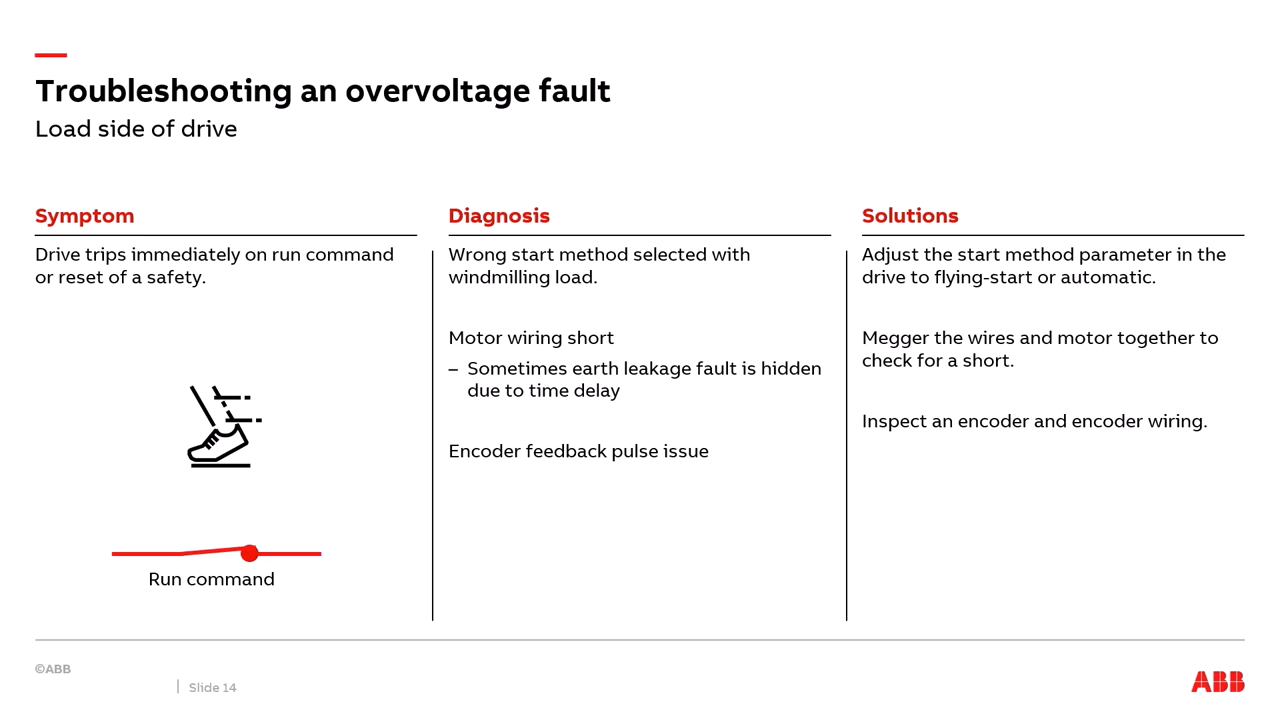 Troubleshooting an overvoltage fault
Load side of drive
Symptom
Drive trips immediately on run command
or reset of a safety.
Run command
Diagnosis
Wrong start method selected with
windmilling load.
Motor wiring short
– Sometimes earth leakage fault is hidden
due to time delay
Encoder feedback pulse issue
Solutions
Adjust the start method parameter in the
drive to flying-start or automatic.
Megger the wires and motor together to
check for a short.
Inspect an encoder and encoder wiring.
©ABB
Slide 14
ABB